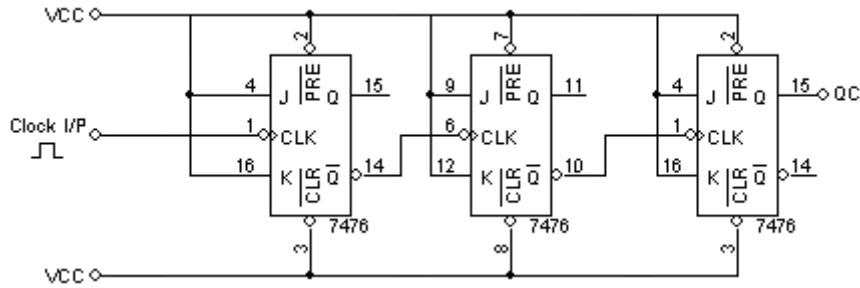 VCC
2 7 2
4 J PRE Q 15 9 J PRE Q 11 4 J PRE Q 15 QC
Clock I/P 1 CLK 6 CLK 1 CLK
16 K CLR Q 14 12 K CLR Q 10 16 K CLR Q 14
3 7476 8 7476 3 7476
VCC